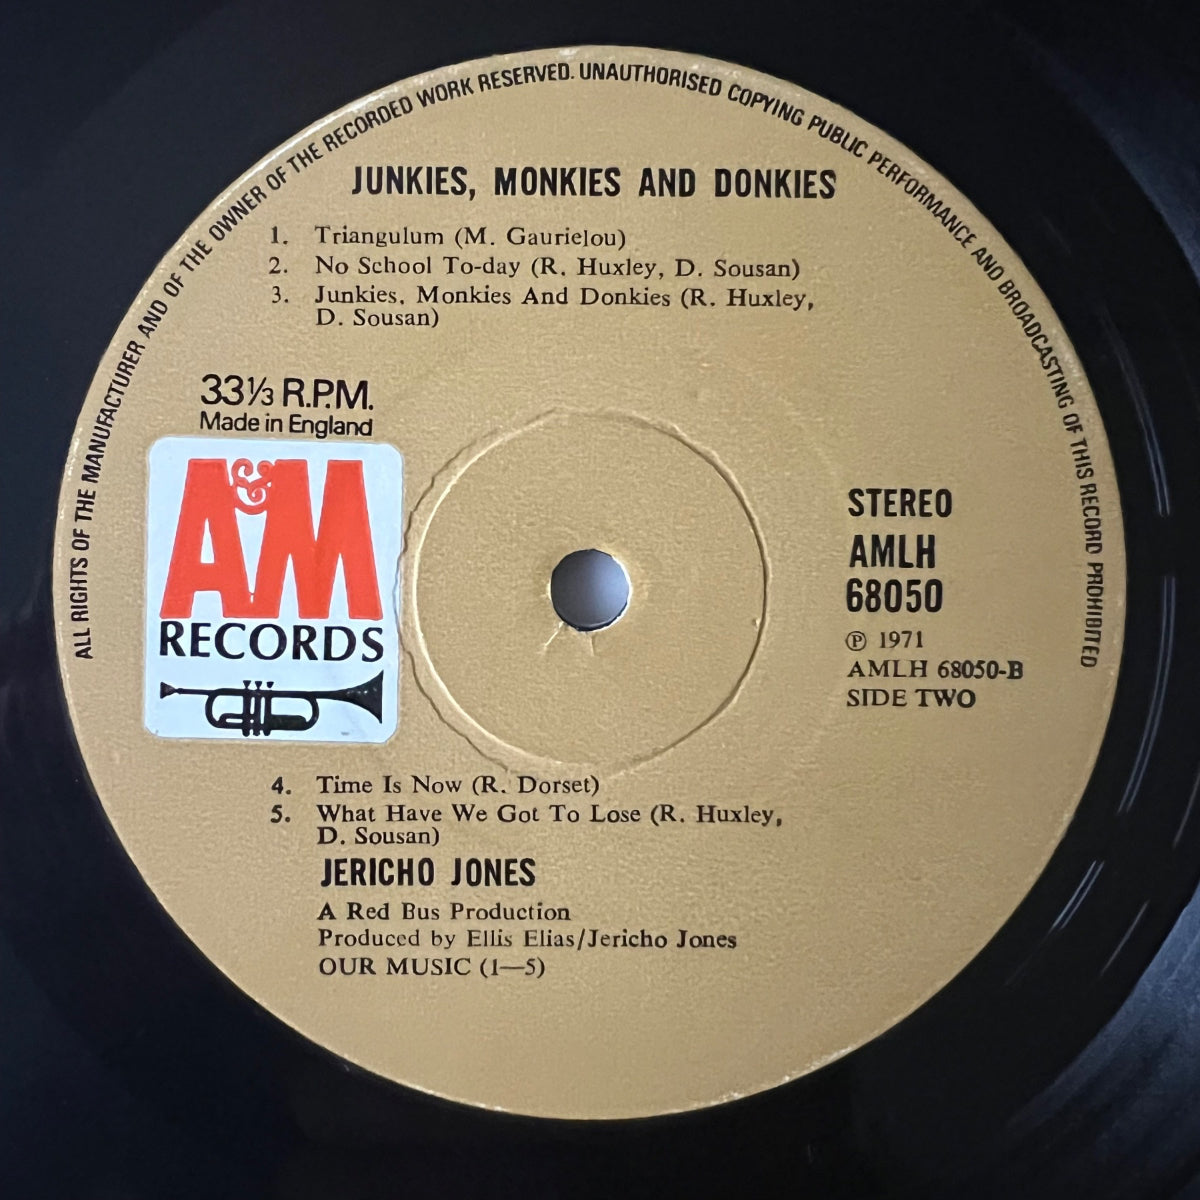 ALL RIGHTS OF THE MANUFACTURER AND OF THE OWNER OF THE RECORDED WORK RESERVED. UNAUTHORISED COPYING PUBLIC PERFORMANCE AND BROADCASTING OF THIS RECORD PROHIBITED
JUNKIES, MONKIES AND DONKIES
1. Triangulum (M. Gaurielou)
2. No School To-day (R. Huxley, D. Sousan)
3. Junkies, Monkies And Donkies (R. Huxley,
D. Sousan)
33⅓ R.P.M.
Made in England
A&M
RECORDS
STEREO
AMLH
68050
℗ 1971
AMLH 68050-B
SIDE TWO
4. Time Is Now (R. Dorset)
5. What Have We Got To Lose (R. Huxley,
D. Sousan)
JERICHO JONES
A Red Bus Production
Produced by Ellis Elias/Jericho Jones
OUR MUSIC (1—5)